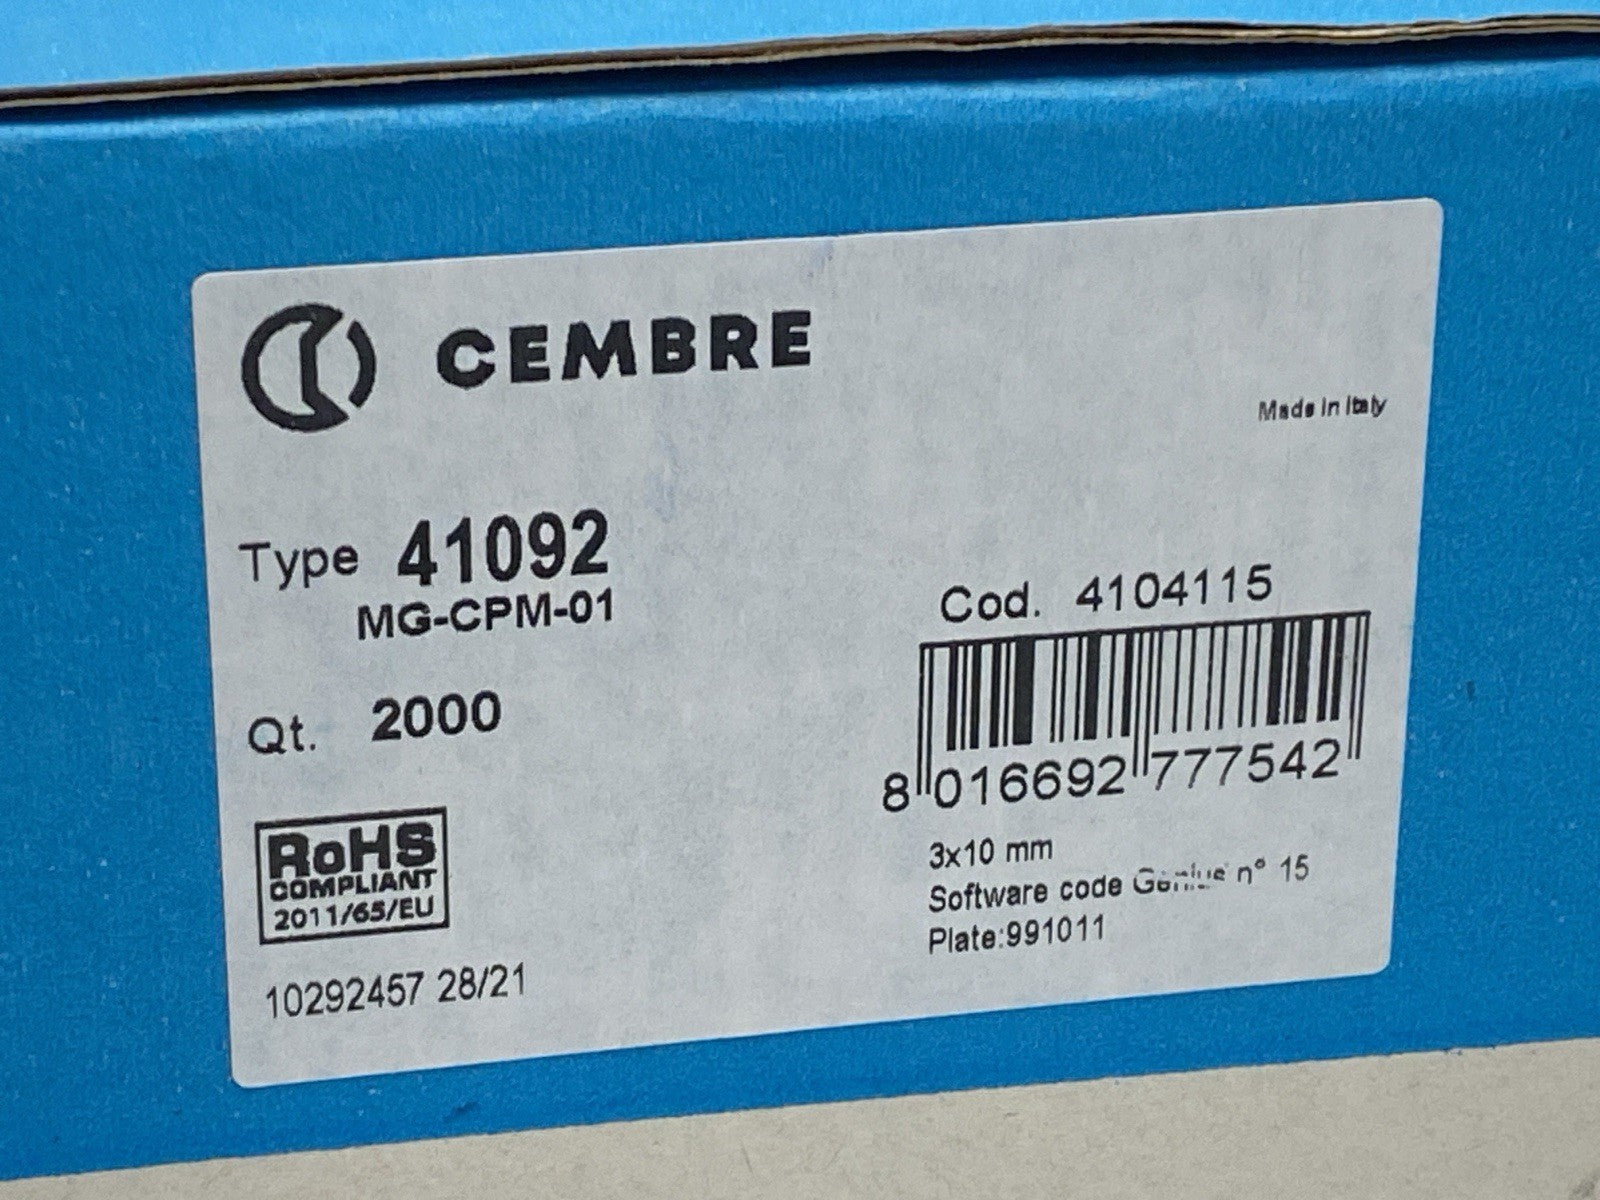 CEMBRE
Made in Italy
Type 41092
MG-CPM-01
Cod. 4104115
Qt. 2000
8 016692 777542
RoHS
COMPLIANT
2011/65/EU
3x10 mm
Software code Genius n° 15
Plate:991011
10292457 28/21